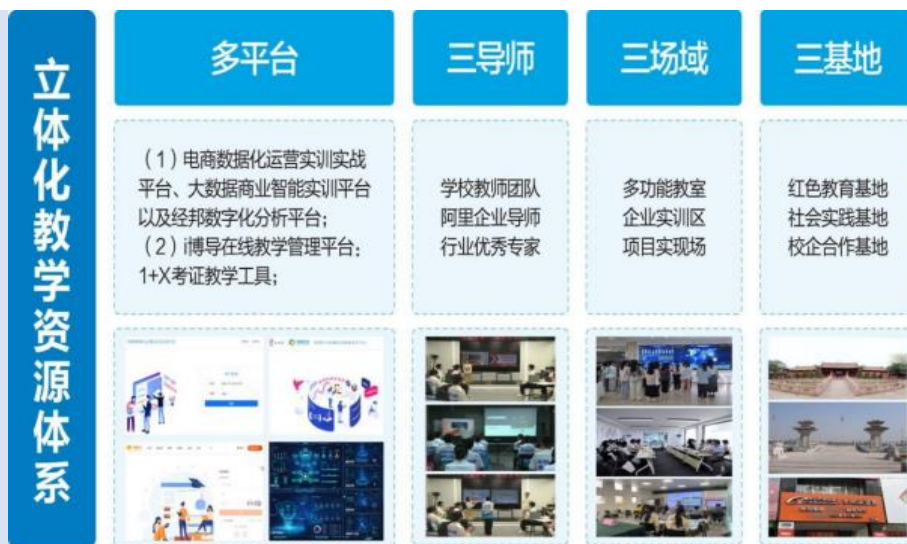 立体化教学资源体系
多平台
三导师
三场域
三基地
（1）电商数据化运营实训实战
平台、大数据商业智能实训平台
以及经邦数字化分析平台；
（2）i博导在线教学管理平台；
1+X考证教学工具；
学校教师团队
阿里企业导师
行业优秀专家
多功能教室
企业实训区
项目实现场
红色教育基地
社会实践基地
校企合作基地